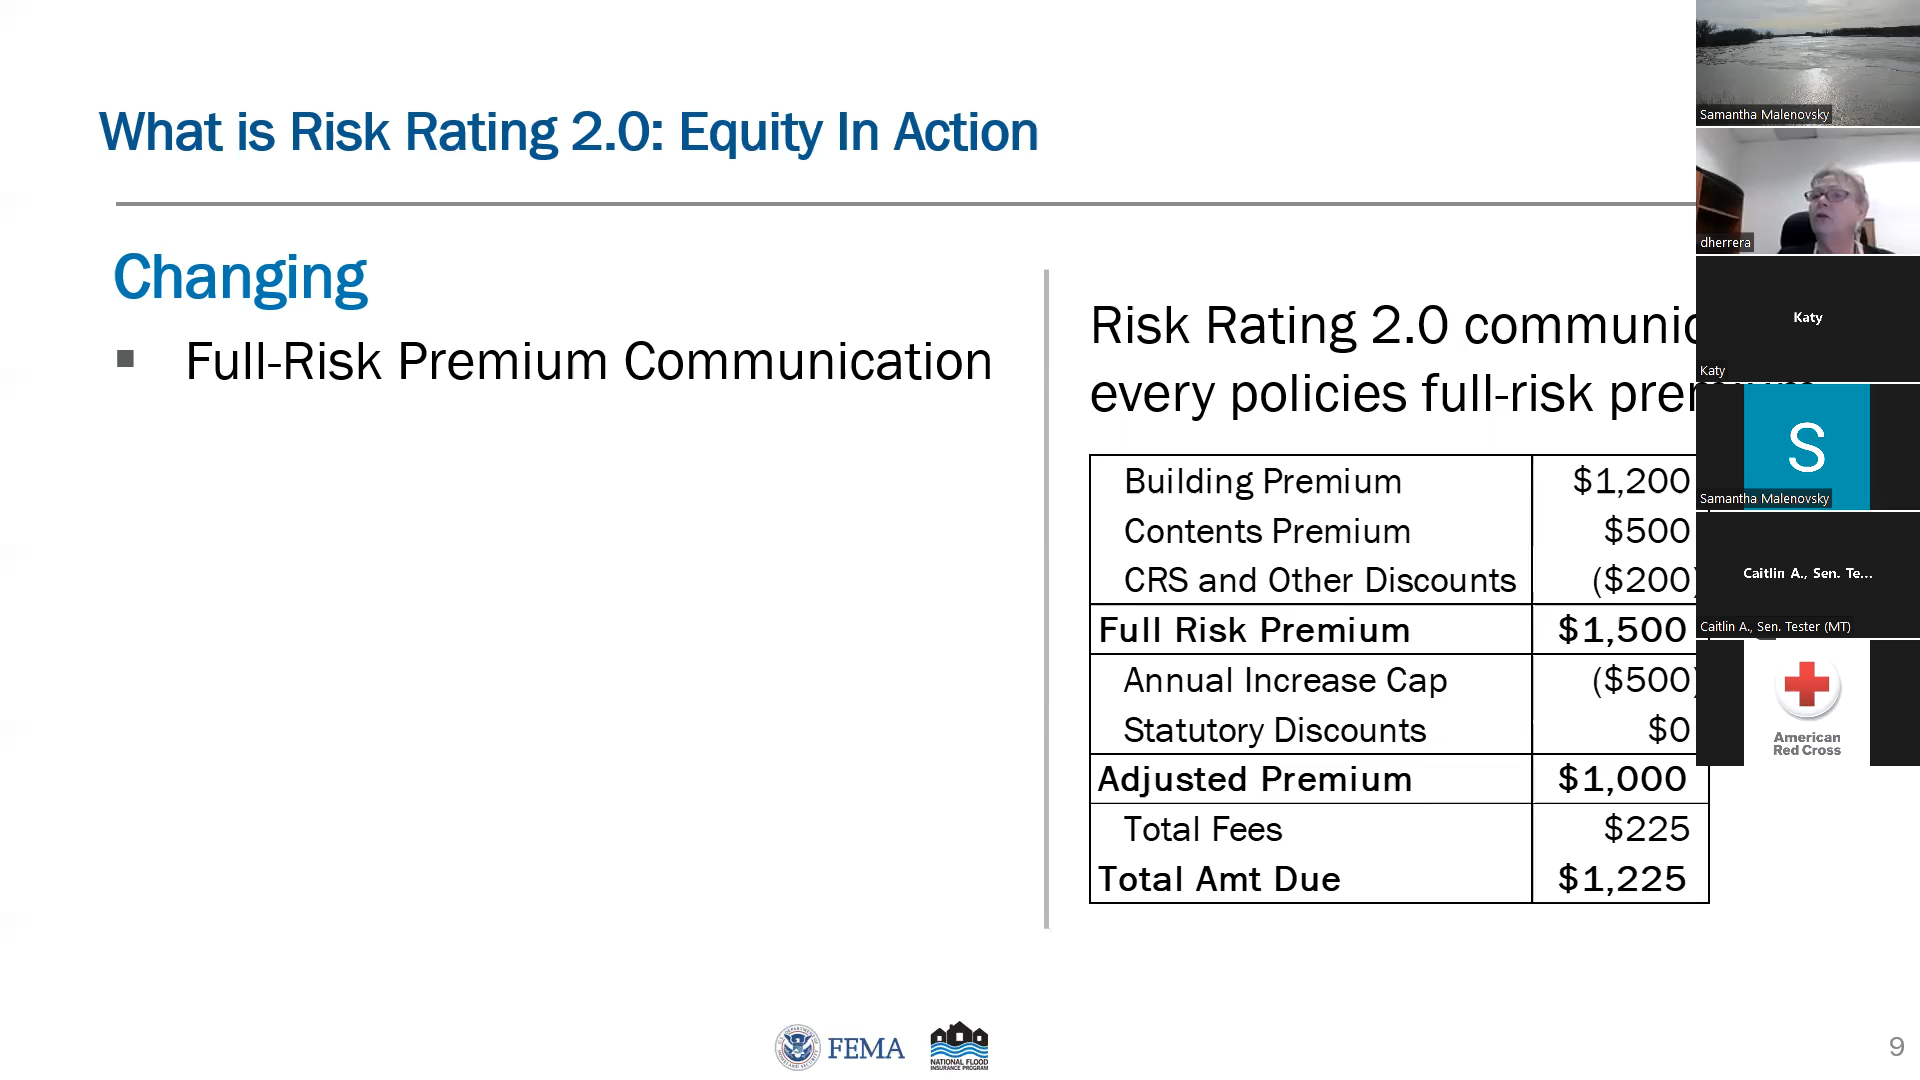 What is Risk Rating 2.0: Equity In Action
Changing
▪ Full-Risk Premium Communication
Risk Rating 2.0 communic
every policies full-risk
Building Premium $1,200
Contents Premium $500
CRS and Other Discounts ($200)
Full Risk Premium $1,500
Annual Increase Cap ($500)
Statutory Discounts $0
Adjusted Premium $1,000
Total Fees $225
Total Amt Due $1,225
FEMA
NATIONAL FLOOD
INSURANCE PROGRAM
9
Samantha Malenovsky
dherrera
Katy
Katy
S
Samantha Malenovsky
Caitlin A., Sen. Te...
Caitlin A., Sen. Tester (MT)
American
Red Cross